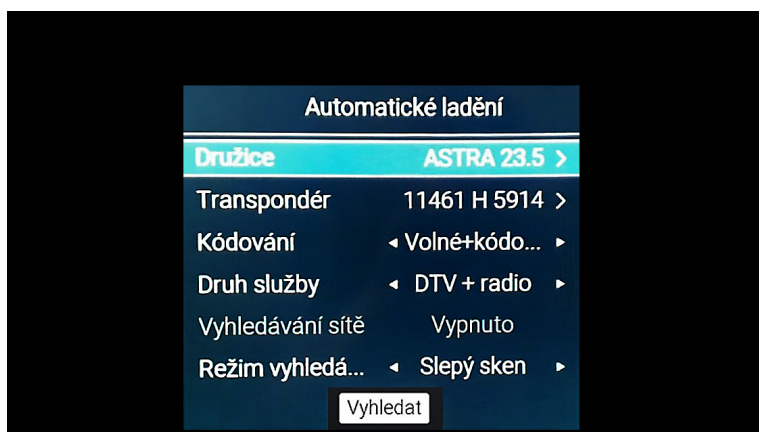 Automatické ladění
Družice ASTRA 23.5 >
Transpondér 11461 H 5914 >
Kódování ◂ Volné+kódo... ▸
Druh služby ◂ DTV + radio ▸
Vyhledávání sítě Vypnuto
Režim vyhledá... ◂ Slepý sken ▸
Vyhledat